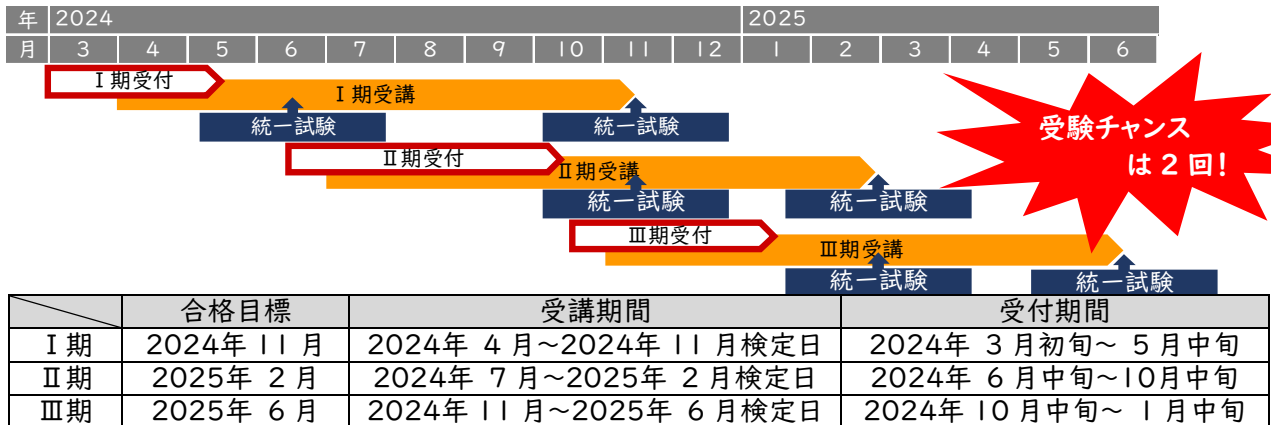 年 2024 2025
月 3 4 5 6 7 8 9 10 11 12 1 2 3 4 5 6
Ⅰ期受付
Ⅰ期受講
統一試験 統一試験
受験チャンス
は2回!
Ⅱ期受付
Ⅱ期受講
統一試験 統一試験
Ⅲ期受付
Ⅲ期受講
統一試験 統一試験
合格目標 受講期間 受付期間
Ⅰ期 2024年 11月 2024年 4月~2024年 11月検定日 2024年 3月初旬~ 5月中旬
Ⅱ期 2025年 2月 2024年 7月~2025年 2月検定日 2024年 6月中旬~10月中旬
Ⅲ期 2025年 6月 2024年 11月~2025年 6月検定日 2024年 10月中旬~ 1月中旬